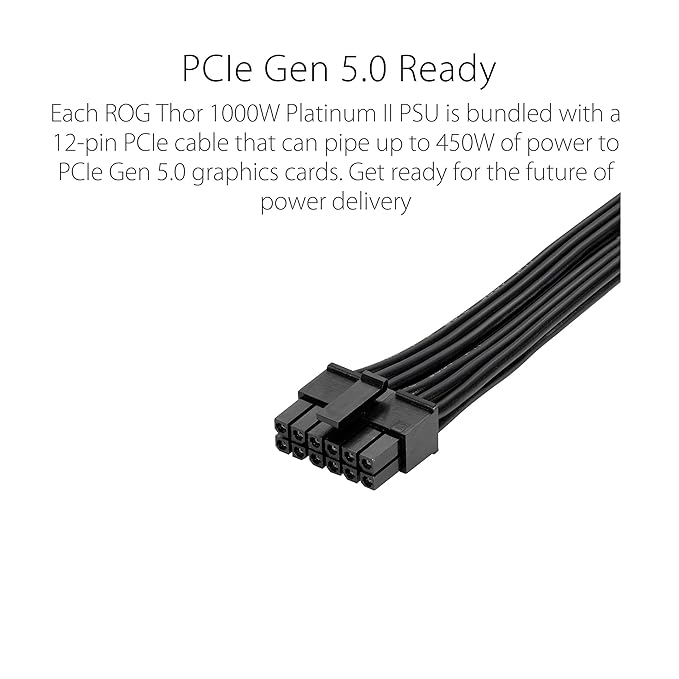 PCIe Gen 5.0 Ready
Each ROG Thor 1000W Platinum II PSU is bundled with a
12-pin PCIe cable that can pipe up to 450W of power to
PCIe Gen 5.0 graphics cards. Get ready for the future of
power delivery